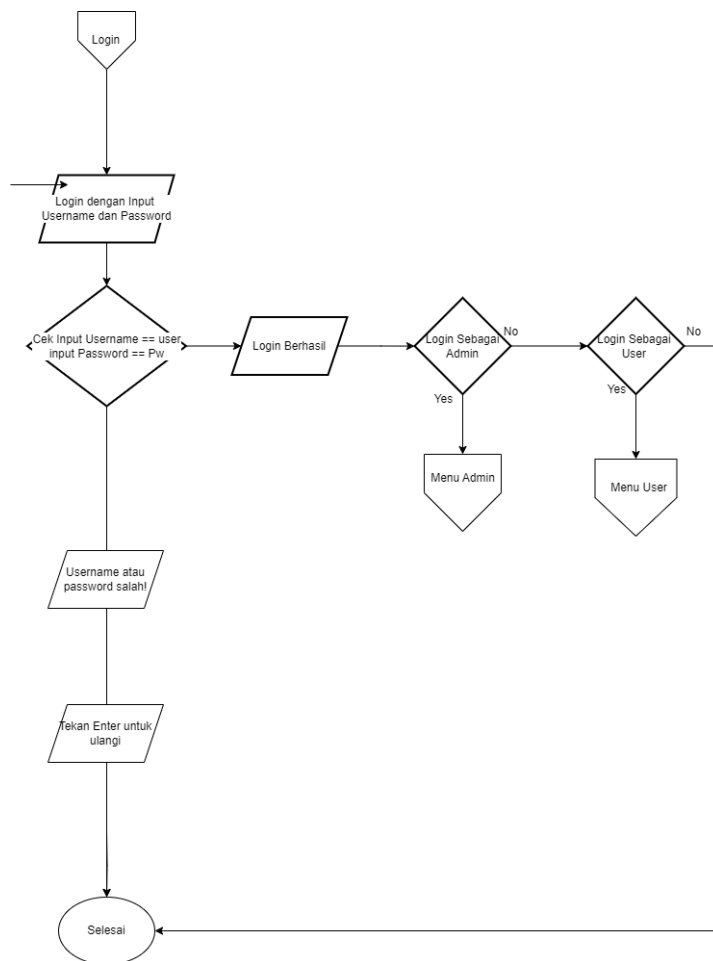 Login
Login dengan Input
Username dan Password
Cek Input Username == user
input Password == Pw
Login Berhasil
Login Sebagai
Admin
No
Login Sebagai
User
No
Yes
Yes
Menu Admin
Menu User
Username atau
password salah!
Tekan Enter untuk
ulangi
Selesai